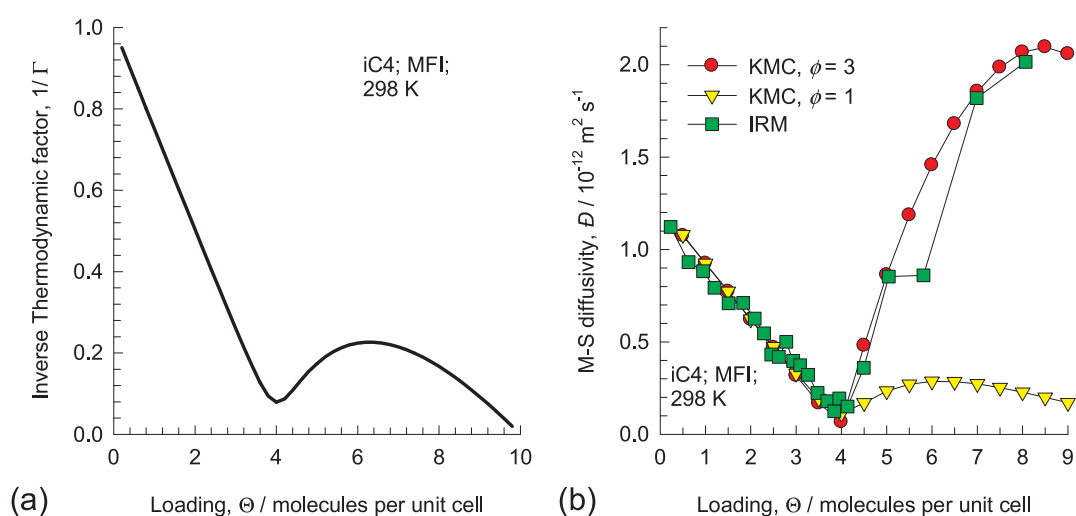 iC4; MFI;
298 K
Inverse Thermodynamic factor, 1/ Γ
1.0
0.8
0.6
0.4
0.2
0.0
0 2 4 6 8 10
(a) Loading, Θ / molecules per unit cell
KMC, ϕ = 3
KMC, ϕ = 1
IRM
M-S diffusivity, Đ / 10⁻¹² m² s⁻¹
2.0
1.5
1.0
0.5
0.0
iC4; MFI;
298 K
0 1 2 3 4 5 6 7 8 9
(b) Loading, Θ / molecules per unit cell